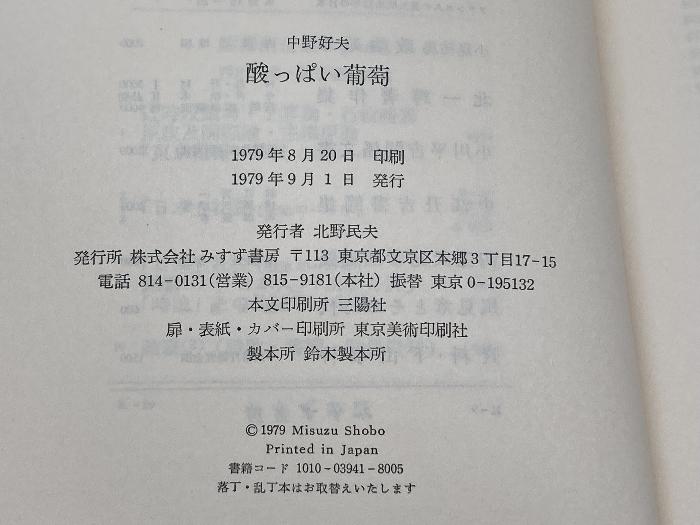 中野好夫
酸っぱい葡萄
1979年8月20日 印刷
1979年9月1日 発行
発行者 北野民夫
発行所 株式会社 みすず書房 〒113 東京都文京区本郷3丁目17-15
電話 814-0131(営業) 815-9181(本社) 振替 東京0-195132
本文印刷所 三陽社
扉・表紙・カバー印刷所 東京美術印刷社
製本所 鈴木製本所
©1979 Misuzu Shobo
Printed in Japan
書籍コード 1010-03941-8005
落丁・乱丁本はお取替えいたします